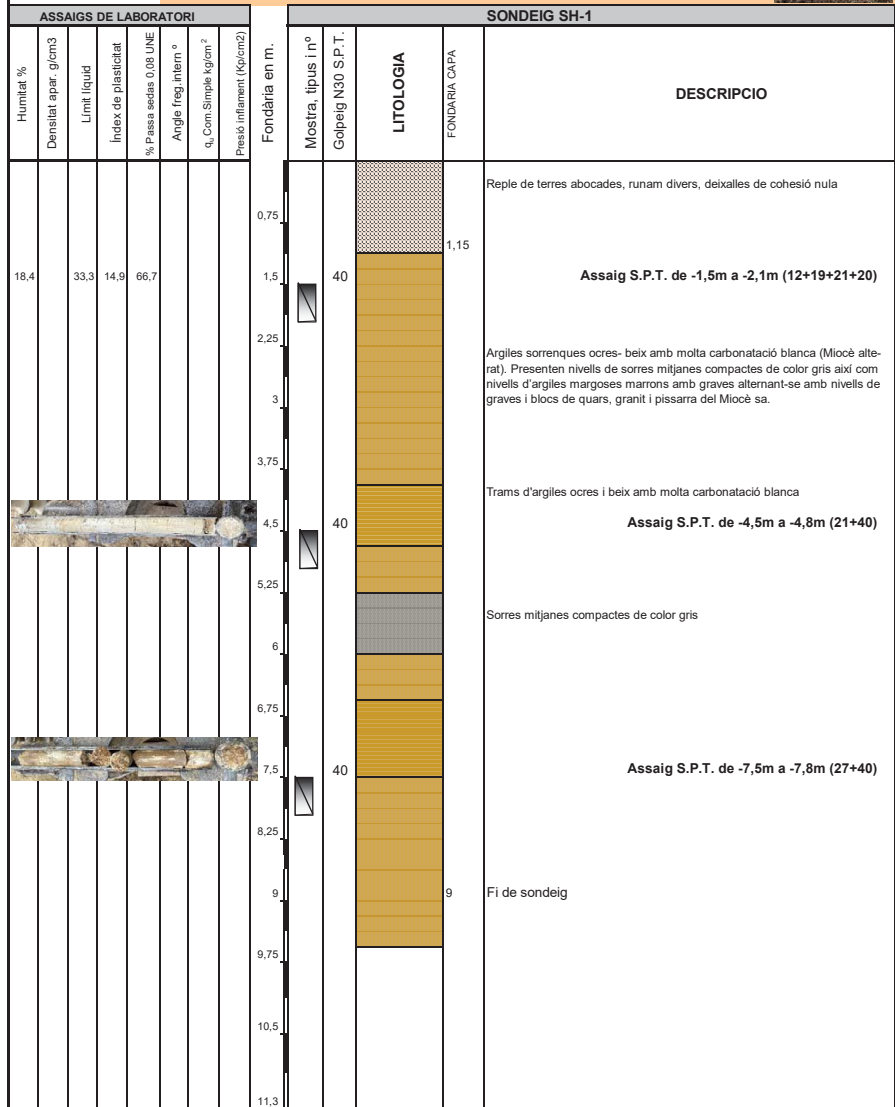 ASSAIGS DE LABORATORI
SONDEIG SH-1
Humitat %
Densitat apar. g/cm3
Límit líquid
Índex de plasticitat
% Passa sedas 0,08 UNE
Angle freg.intern º
qu Com.Simple kg/cm 2
Presió inflament (Kp/cm2)
Fondària en m.
Mostra, tipus i nº
Golpeig N30 S.P.T.
LITOLOGIA
FONDARIA CAPA
DESCRIPCIO
Reple de terres abocades, runam divers, deixalles de cohesió nula
0,75
1,15
18,4 33,3 14,9 66,7 1,5 40 Assaig S.P.T. de -1,5m a -2,1m (12+19+21+20)
2,25
Argiles sorrenques ocres- beix amb molta carbonatació blanca (Miocè alte-
rat). Presenten nivells de sorres mitjanes compactes de color gris així com
nivells d'argiles margoses marrons amb graves alternant-se amb nivells de
graves i blocs de quars, granit i pissarra del Miocè sa.
3
3,75
Trams d'argiles ocres i beix amb molta carbonatació blanca
4,5 40 Assaig S.P.T. de -4,5m a -4,8m (21+40)
5,25
Sorres mitjanes compactes de color gris
6
6,75
7,5 40 Assaig S.P.T. de -7,5m a -7,8m (27+40)
8,25
9 9 Fi de sondeig
9,75
10,5
11,3